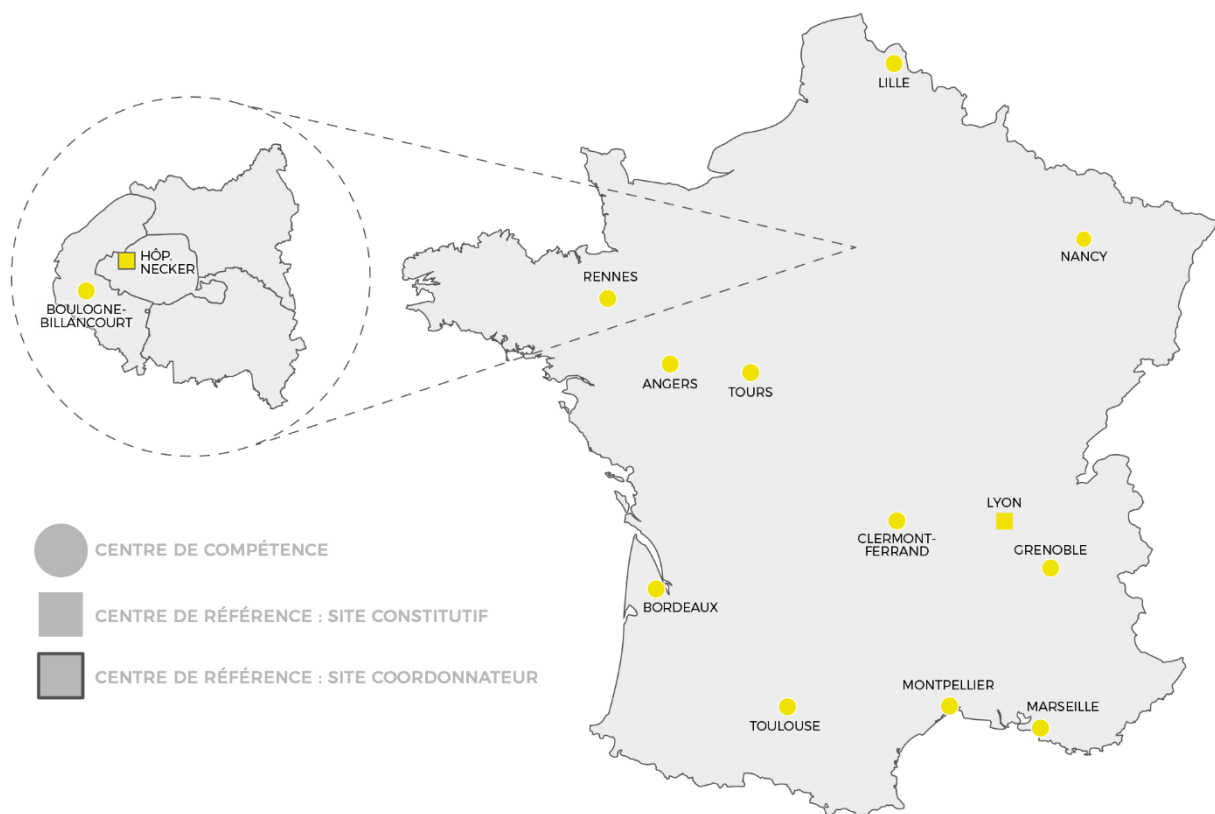 LILLE
NANCY
HÔP.
NECKER
BOULOGNE-
BILLANCOURT
RENNES
ANGERS
TOURS
LYON
CLERMONT-
FERRAND
GRENOBLE
BORDEAUX
MONTPELLIER
MARSEILLE
TOULOUSE
CENTRE DE COMPÉTENCE
CENTRE DE RÉFÉRENCE : SITE CONSTITUTIF
CENTRE DE RÉFÉRENCE : SITE COORDONNATEUR